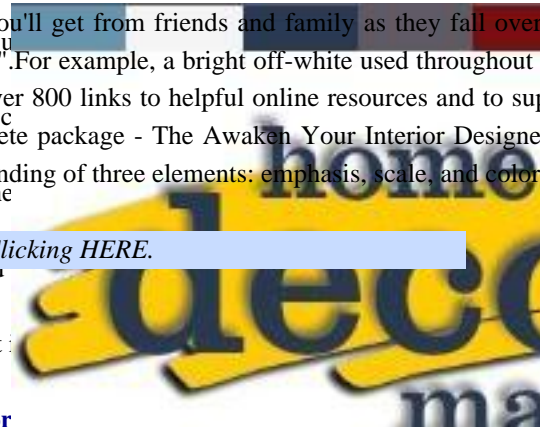 ou'll get from friends and family as they fall over
".For example, a bright off-white used throughout
er 800 links to helpful online resources and to sup
ete package - The Awaken Your Interior Designe
nding of three elements: emphasis, scale, and color
licking HERE.
home
deco
ma